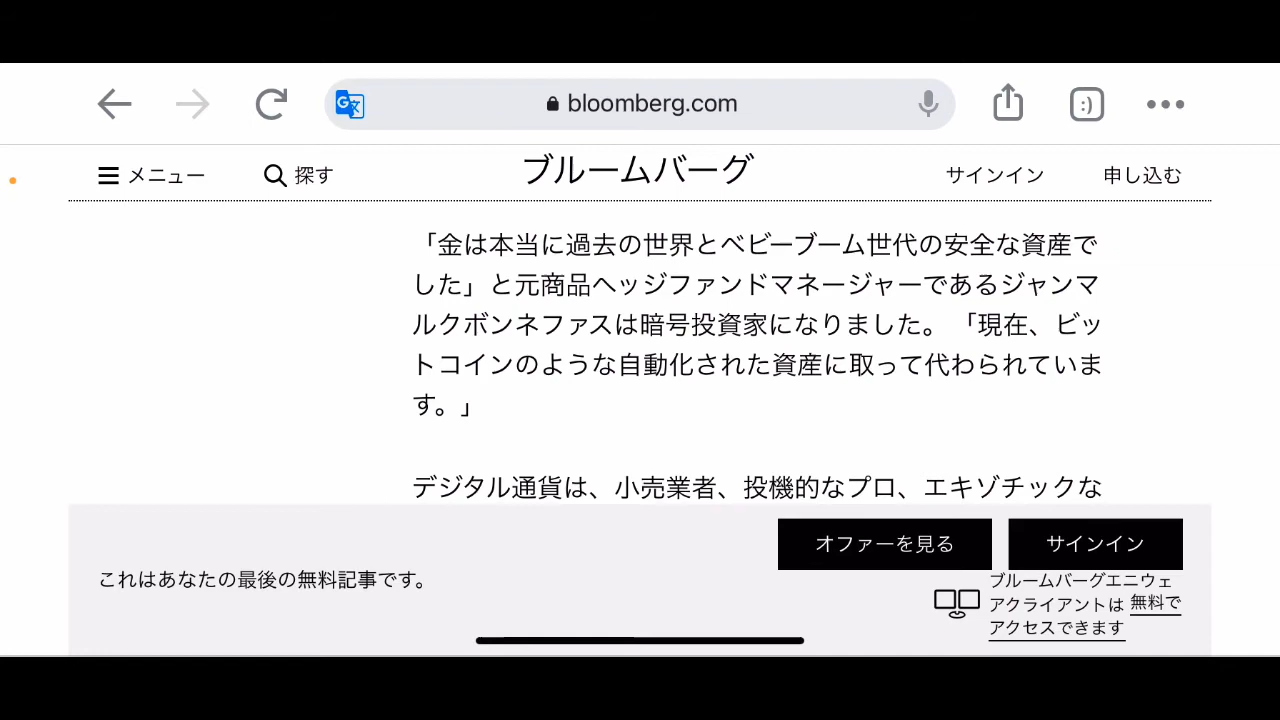 bloomberg.com
:)
メニュー
探す
ブルームバーグ
サインイン
申し込む
「金は本当に過去の世界とベビーブーム世代の安全な資産で
した」と元商品ヘッジファンドマネージャーであるジャンマ
ルクボンネファスは暗号投資家になりました。 「現在、ビッ
トコインのような自動化された資産に取って代わられていま
す。」
デジタル通貨は、小売業者、投機的なプロ、エキゾチックな
オファーを見る
サインイン
これはあなたの最後の無料記事です。
ブルームバーグエニウェ
アクライアントは 無料で
アクセスできます